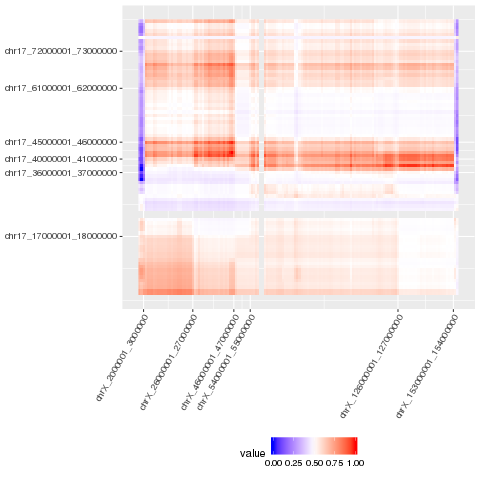 chr17_72000001_73000000
chr17_61000001_62000000
chr17_45000001_46000000
chr17_40000001_41000000
chr17_36000001_37000000
chr17_17000001_18000000
chrX_2000001_3000000
chrX_26000001_27000000
chrX_46000001_47000000
chrX_54000001_55000000
chrX_126000001_127000000
chrX_153000001_154000000
value
0.00 0.25 0.50 0.75 1.00